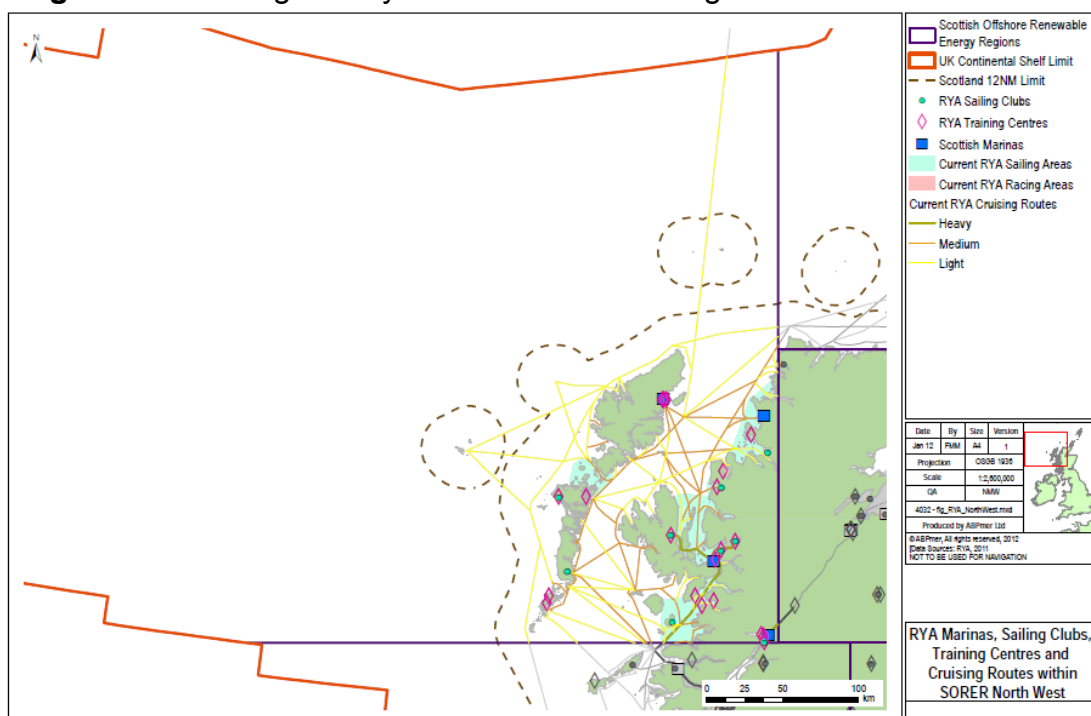 N
Scottish Offshore Renewable
Energy Regions
UK Continental Shelf Limit
Scotland 12NM Limit
RYA Sailing Clubs
RYA Training Centres
Scottish Marinas
Current RYA Sailing Areas
Current RYA Racing Areas
Current RYA Cruising Routes
Heavy
Medium
Light
Date By Size Version
Jan 12 FMM A4 1
Projection OSGB 1936
Scale 1:2,600,000
QA NMW
4032 - fig_RYA_NorthWest.mxd
Produced by ABPmer Ltd
©ABPmer, All rights reserved, 2012
Data Sources: RYA, 2011
NOT TO BE USED FOR NAVIGATION
RYA Marinas, Sailing Clubs,
Training Centres and
Cruising Routes within
SORER North West
0 25 50 100
km